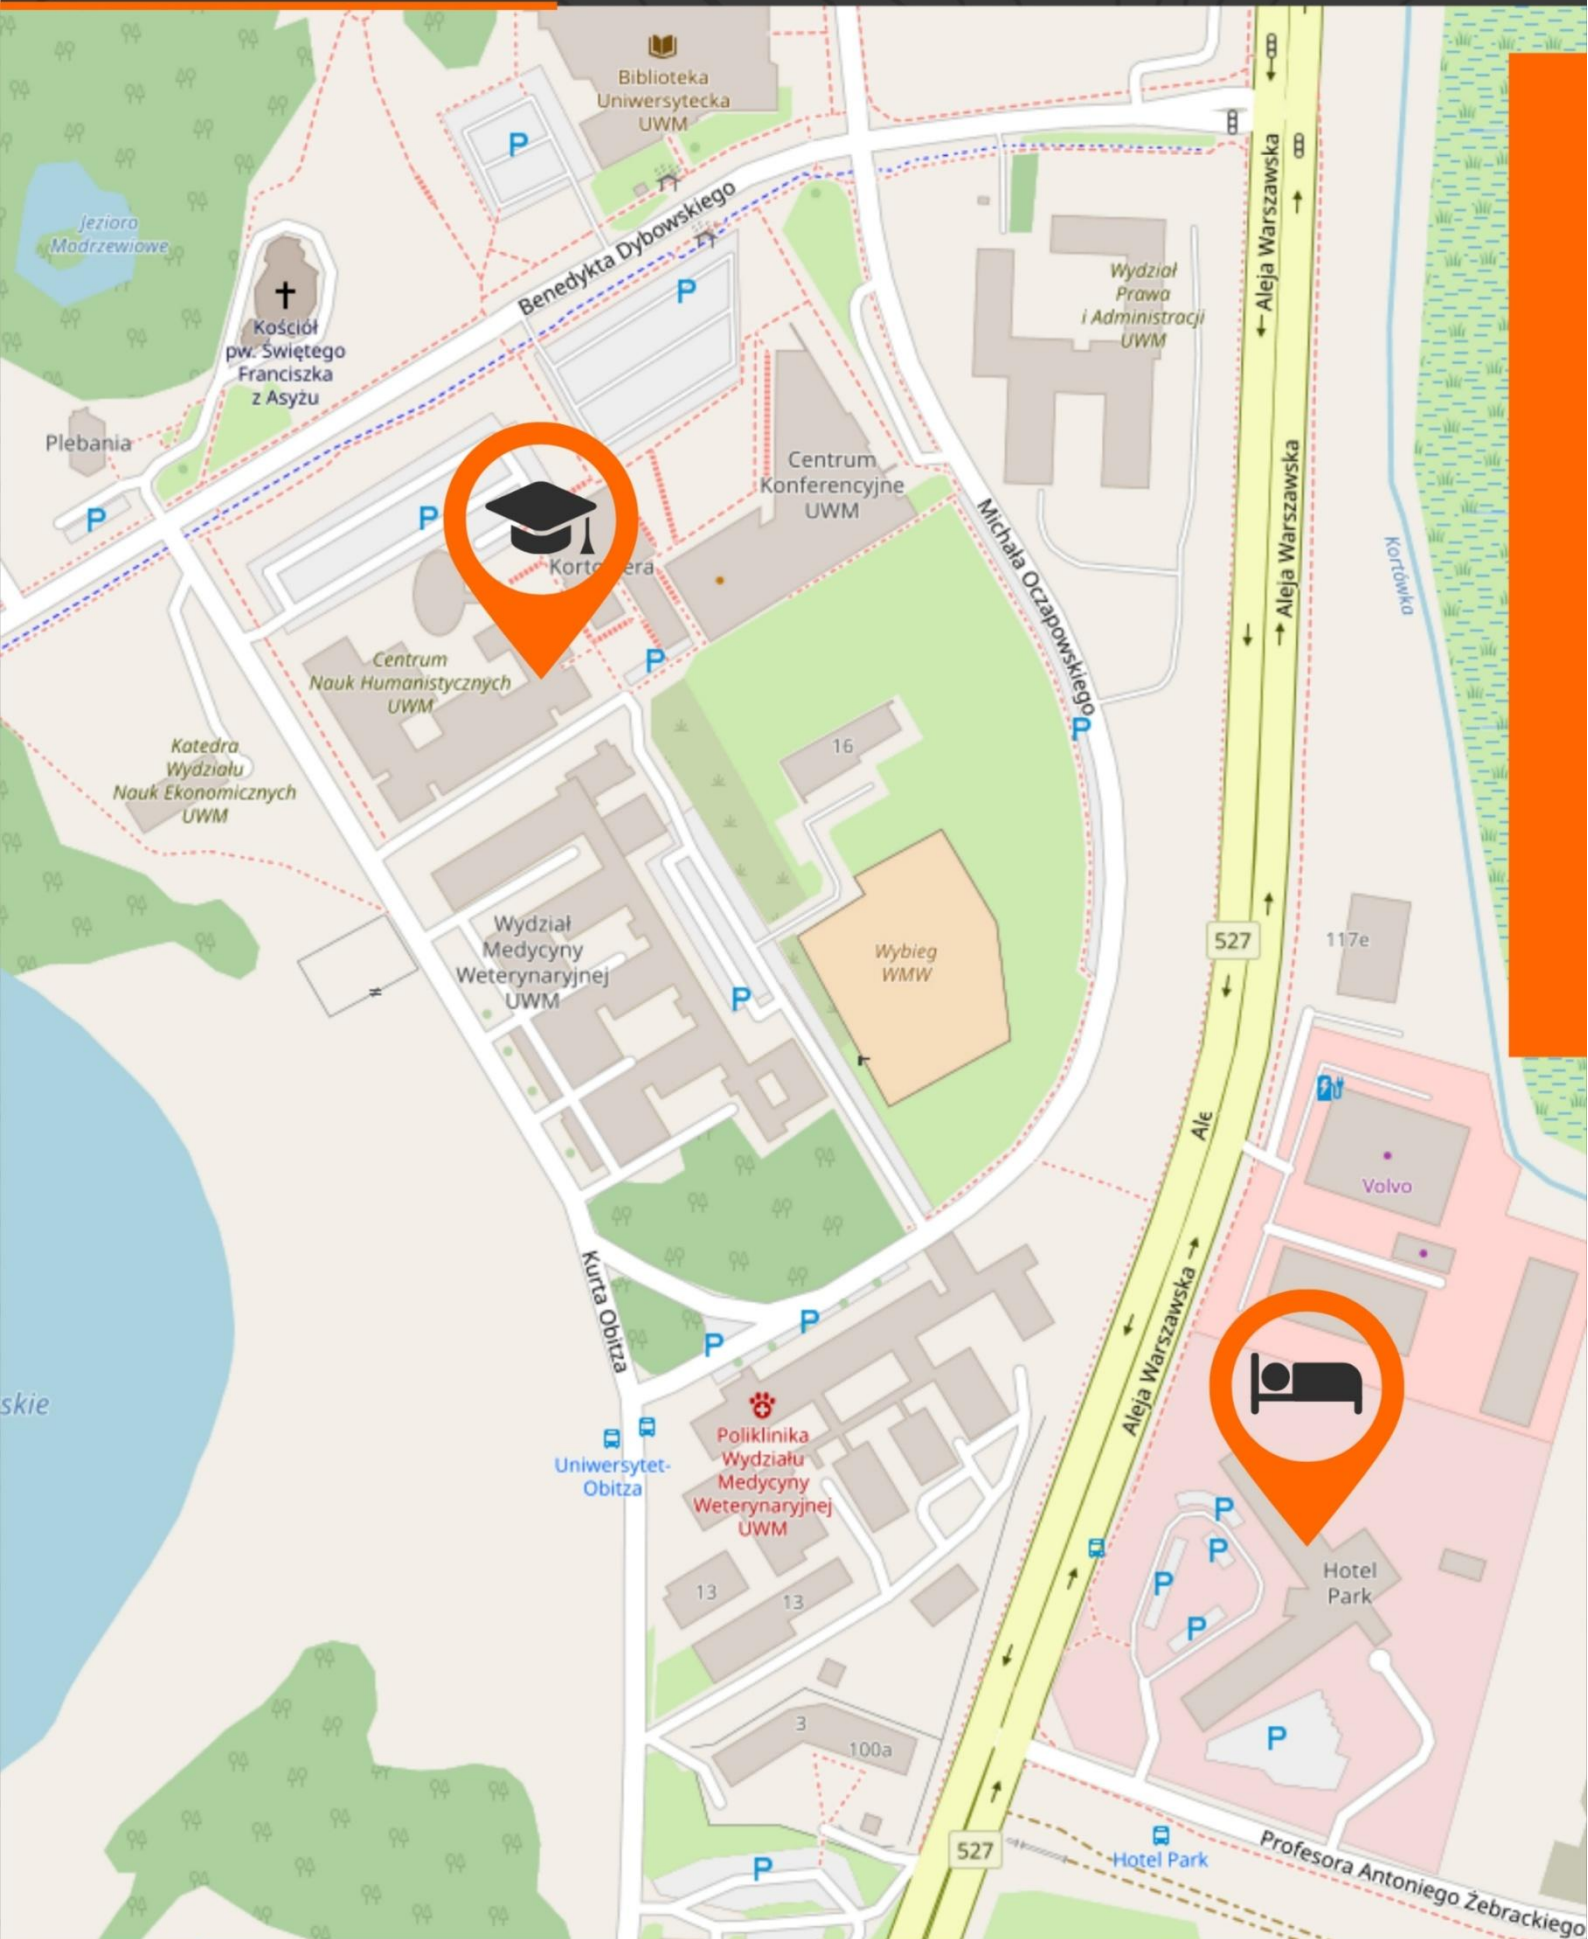 Biblioteka
Uniwersytecka
UWM
P
Aleja Warszawska
Benedykta Dybowskiego
Jezioro
Modrzewiowe
Wydział
Prawa
i Administracji
UWM
P
Kościół
pw. Świętego
Franciszka
z Asyżu
Plebania
Centrum
Konferencyjne
UWM
Aleja Warszawska
P
P
Michała Oczapowskiego
Kortówka
Centrum
Nauk Humanistycznych
UWM
P
P
16
Katedra
Wydziału
Nauk Ekonomicznych
UWM
Wydział
Medycyny
Weterynaryjnej
UWM
Wybieg
WMW
527
117e
P
Ale
Volvo
Kurta Obitza
P
P
Aleja Warszawska
skie
Poliklinika
Wydziału
Medycyny
Weterynaryjnej
UWM
Uniwersytet-
Obitza
P
P
P
P
Hotel
Park
13
13
3
100a
P
527
P
Hotel Park
Profesora Antoniego Żebrackiego